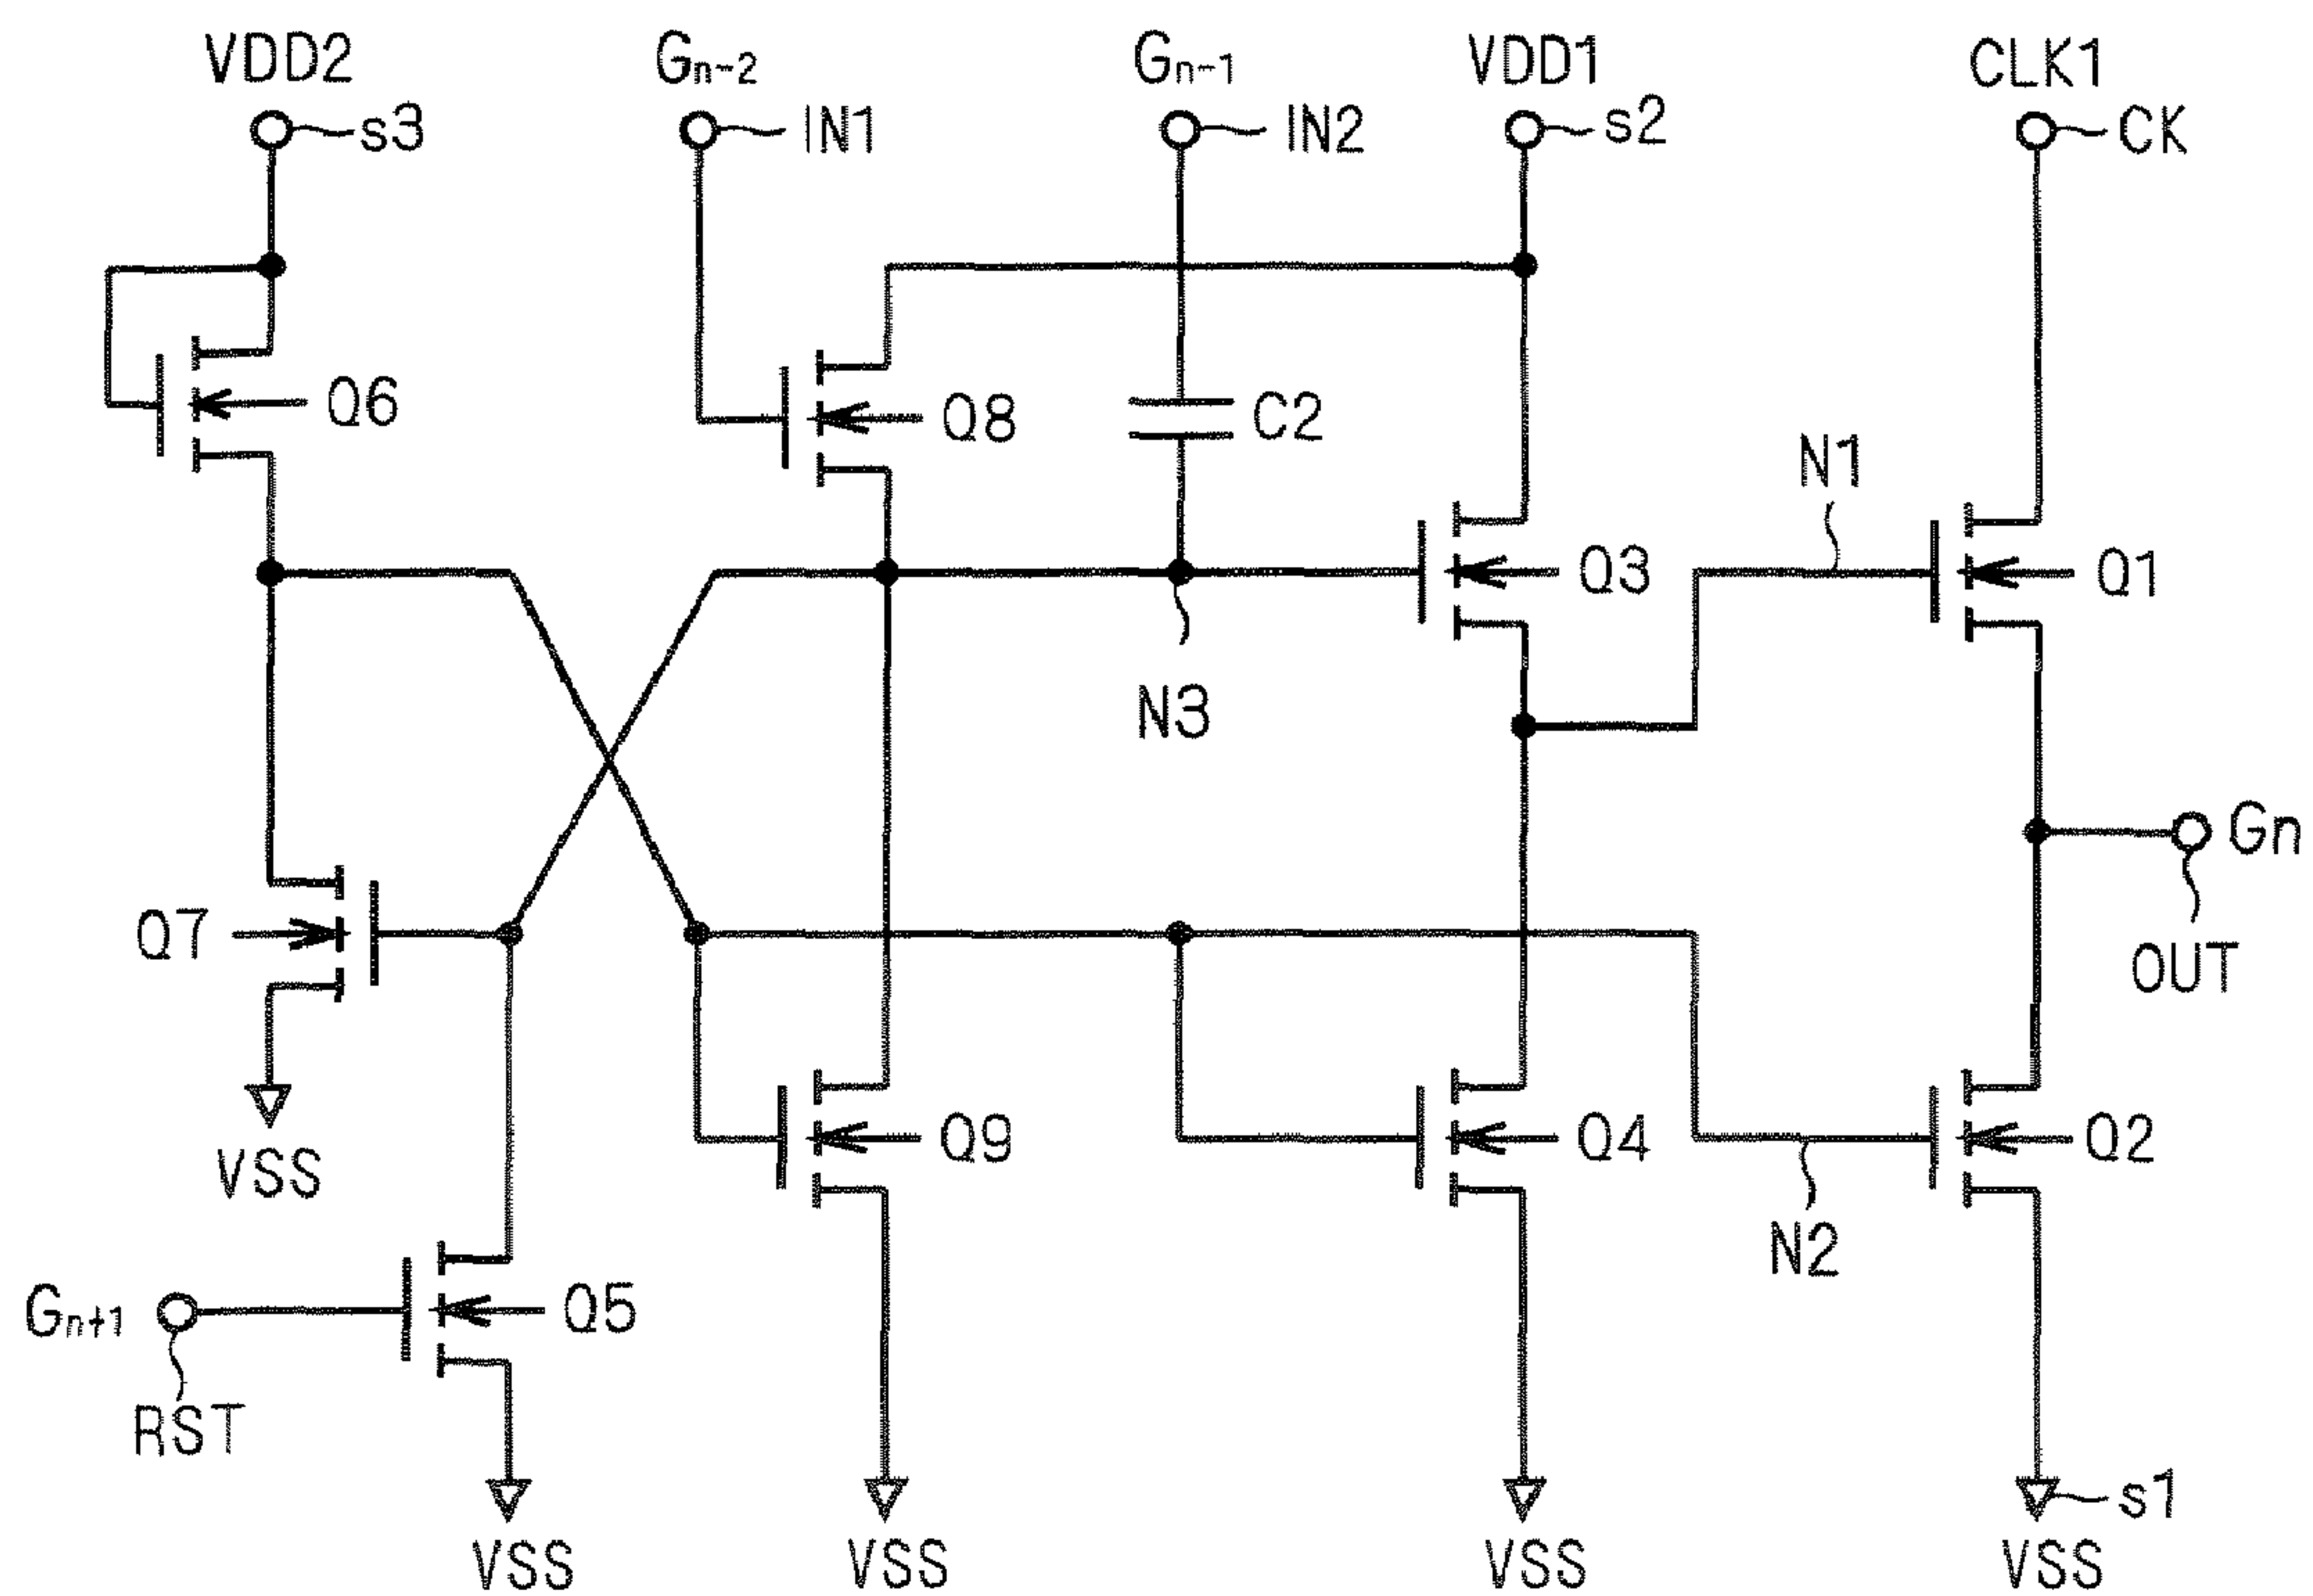 VDD2
Gn-2
Gn-1
VDD1
CLK1
s3
IN1
IN2
s2
CK
Q6
Q8
C2
N1
Q3
Q1
N3
Gn
OUT
Q7
Q9
Q4
Q2
VSS
N2
Gn+1
Q5
RST
s1
VSS
VSS
VSS
VSS